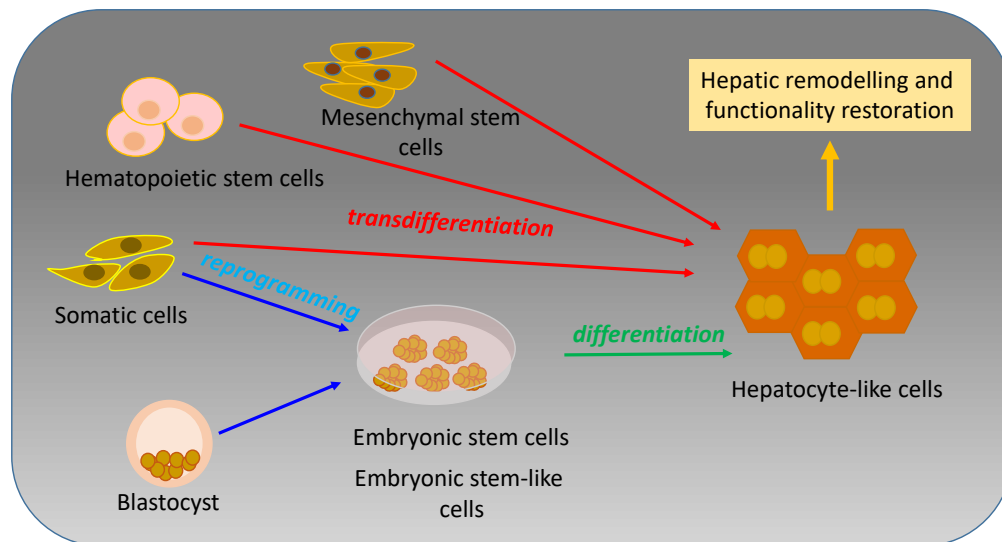 Mesenchymal stem
cells
Hematopoietic stem cells
Hepatic remodelling and
functionality restoration
transdifferentiation
reprogramming
Somatic cells
differentiation
Hepatocyte-like cells
Embryonic stem cells
Embryonic stem-like
cells
Blastocyst